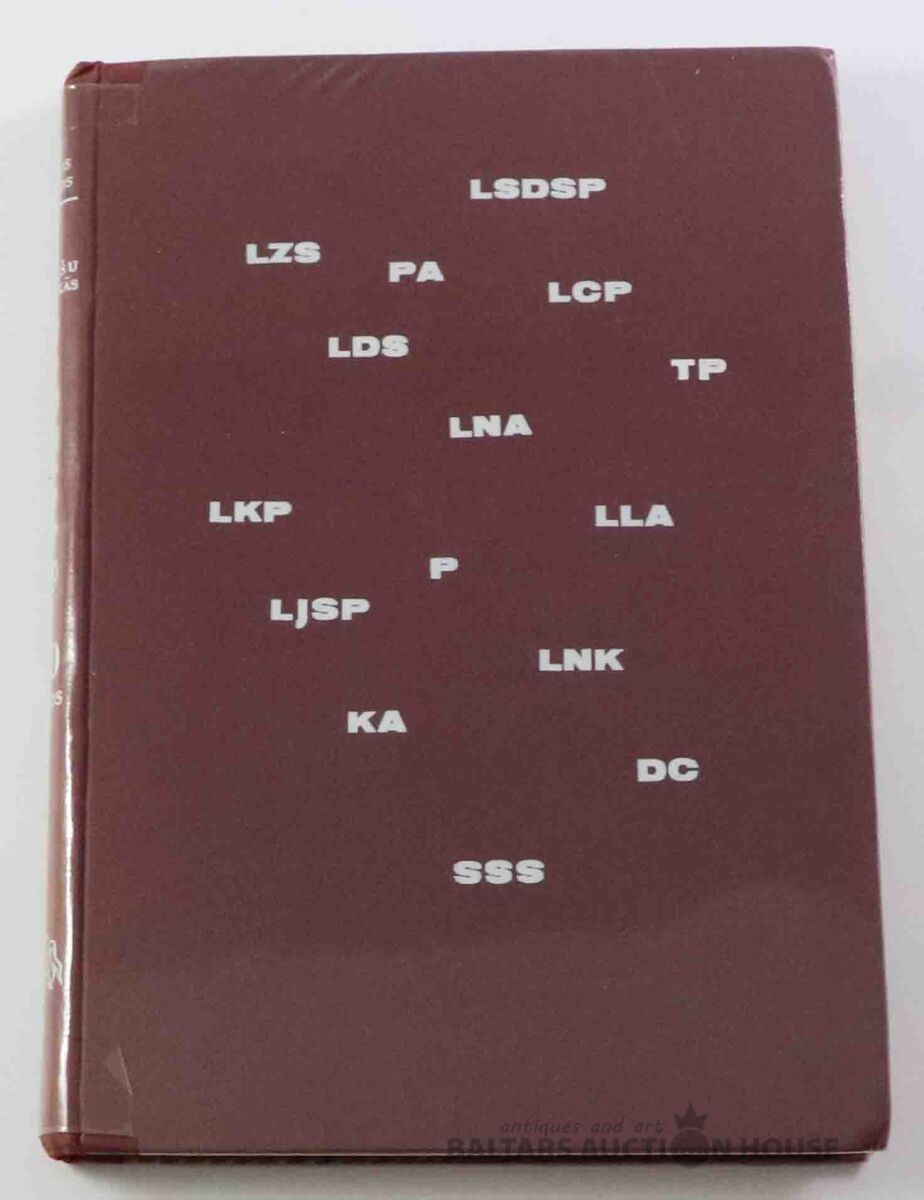 LSDSP
LZS
PA
LCP
LDS
TP
LNA
LKP
LLA
P
LJSP
LNK
KA
DC
SSS
antiques and art
BALTARS AUCTION HOUSE